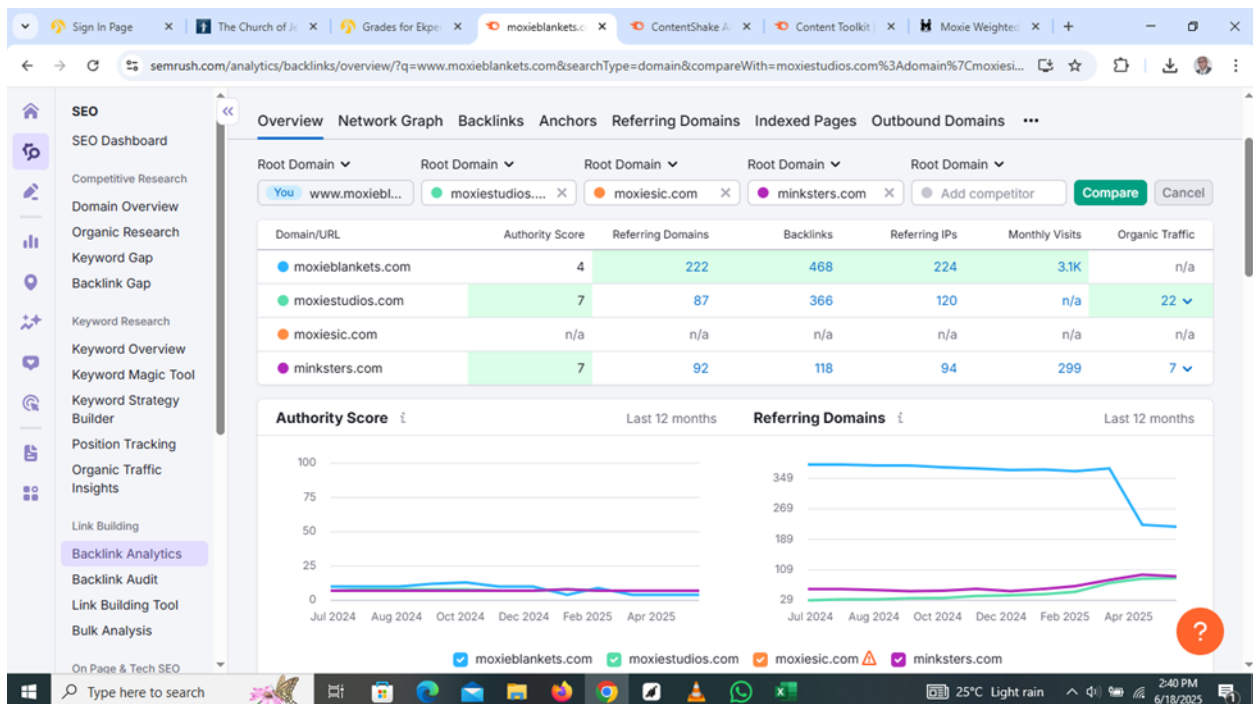 Sign In Page
The Church of Je
Grades for Ekpe
moxieblankets.c
ContentShake A
Content Toolkit
Moxie Weighted
semrush.com/analytics/backlinks/overview/?q=www.moxieblankets.com&searchType=domain&compareWith=moxiestudios.com%3Adomain%7Cmoxiesi...
SEO
SEO Dashboard
Competitive Research
Domain Overview
Organic Research
Keyword Gap
Backlink Gap
Keyword Research
Keyword Overview
Keyword Magic Tool
Keyword Strategy
Builder
Position Tracking
Organic Traffic
Insights
Link Building
Backlink Analytics
Backlink Audit
Link Building Tool
Bulk Analysis
On Page & Tech SEO
Overview Network Graph Backlinks Anchors Referring Domains Indexed Pages Outbound Domains •••
Root Domain Root Domain Root Domain Root Domain Root Domain
You www.moxiebl... moxiestudios.... moxiesic.com minksters.com Add competitor Compare Cancel
Domain/URL Authority Score Referring Domains Backlinks Referring IPs Monthly Visits Organic Traffic
moxieblankets.com 4 222 468 224 3.1K n/a
moxiestudios.com 7 87 366 120 n/a 22
moxiesic.com n/a n/a n/a n/a n/a n/a
minksters.com 7 92 118 94 299 7
Authority Score i Last 12 months
100
75
50
25
0
Jul 2024 Aug 2024 Oct 2024 Dec 2024 Feb 2025 Apr 2025
Referring Domains i Last 12 months
349
269
189
109
29
Jul 2024 Aug 2024 Oct 2024 Dec 2024 Feb 2025 Apr 2025
moxieblankets.com moxiestudios.com moxiesic.com minksters.com
?
Type here to search
25°C Light rain
2:40 PM
6/18/2025